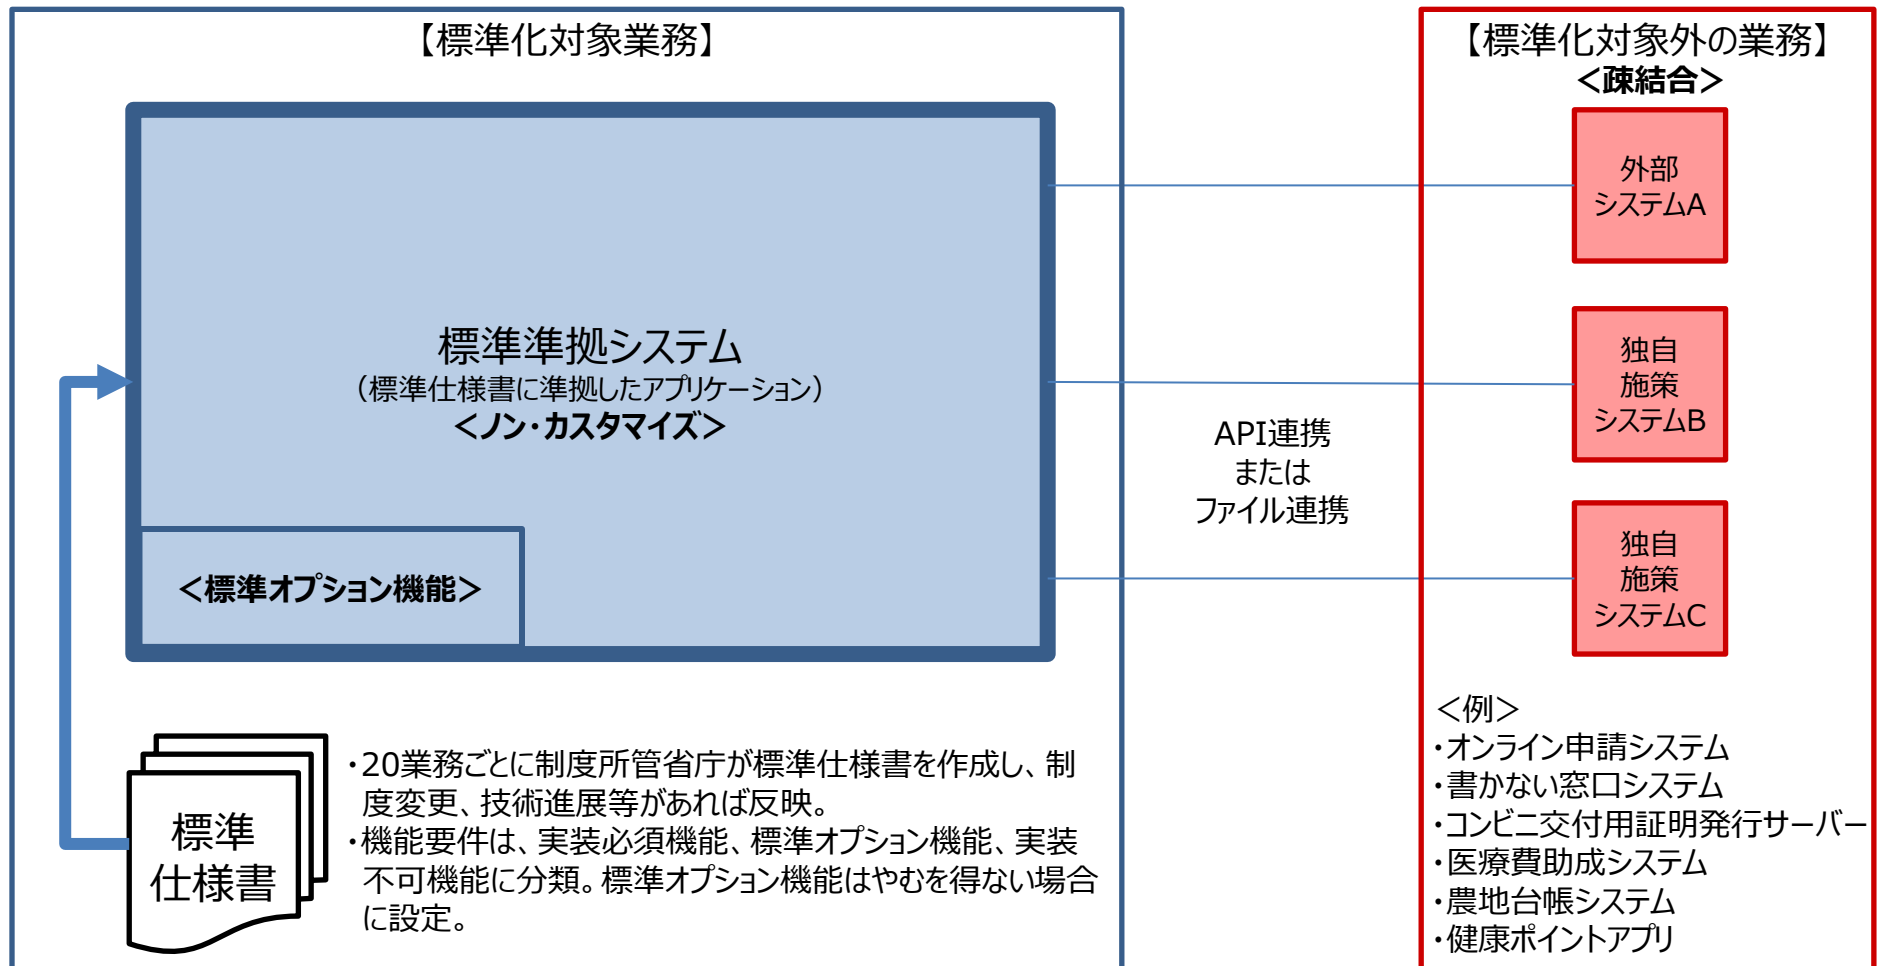 【標準化対象業務】
標準準拠システム
（標準仕様書に準拠したアプリケーション）
＜ノン・カスタマイズ＞
＜標準オプション機能＞
標準
仕様書
・20業務ごとに制度所管省庁が標準仕様書を作成し、制
度変更、技術進展等があれば反映。
・機能要件は、実装必須機能、標準オプション機能、実装
不可機能に分類。標準オプション機能はやむを得ない場合
に設定。
API連携
または
ファイル連携
【標準化対象外の業務】
＜疎結合＞
外部
システムA
独自
施策
システムB
独自
施策
システムC
＜例＞
・オンライン申請システム
・書かない窓口システム
・コンビニ交付用証明発行サーバー
・医療費助成システム
・農地台帳システム
・健康ポイントアプリ